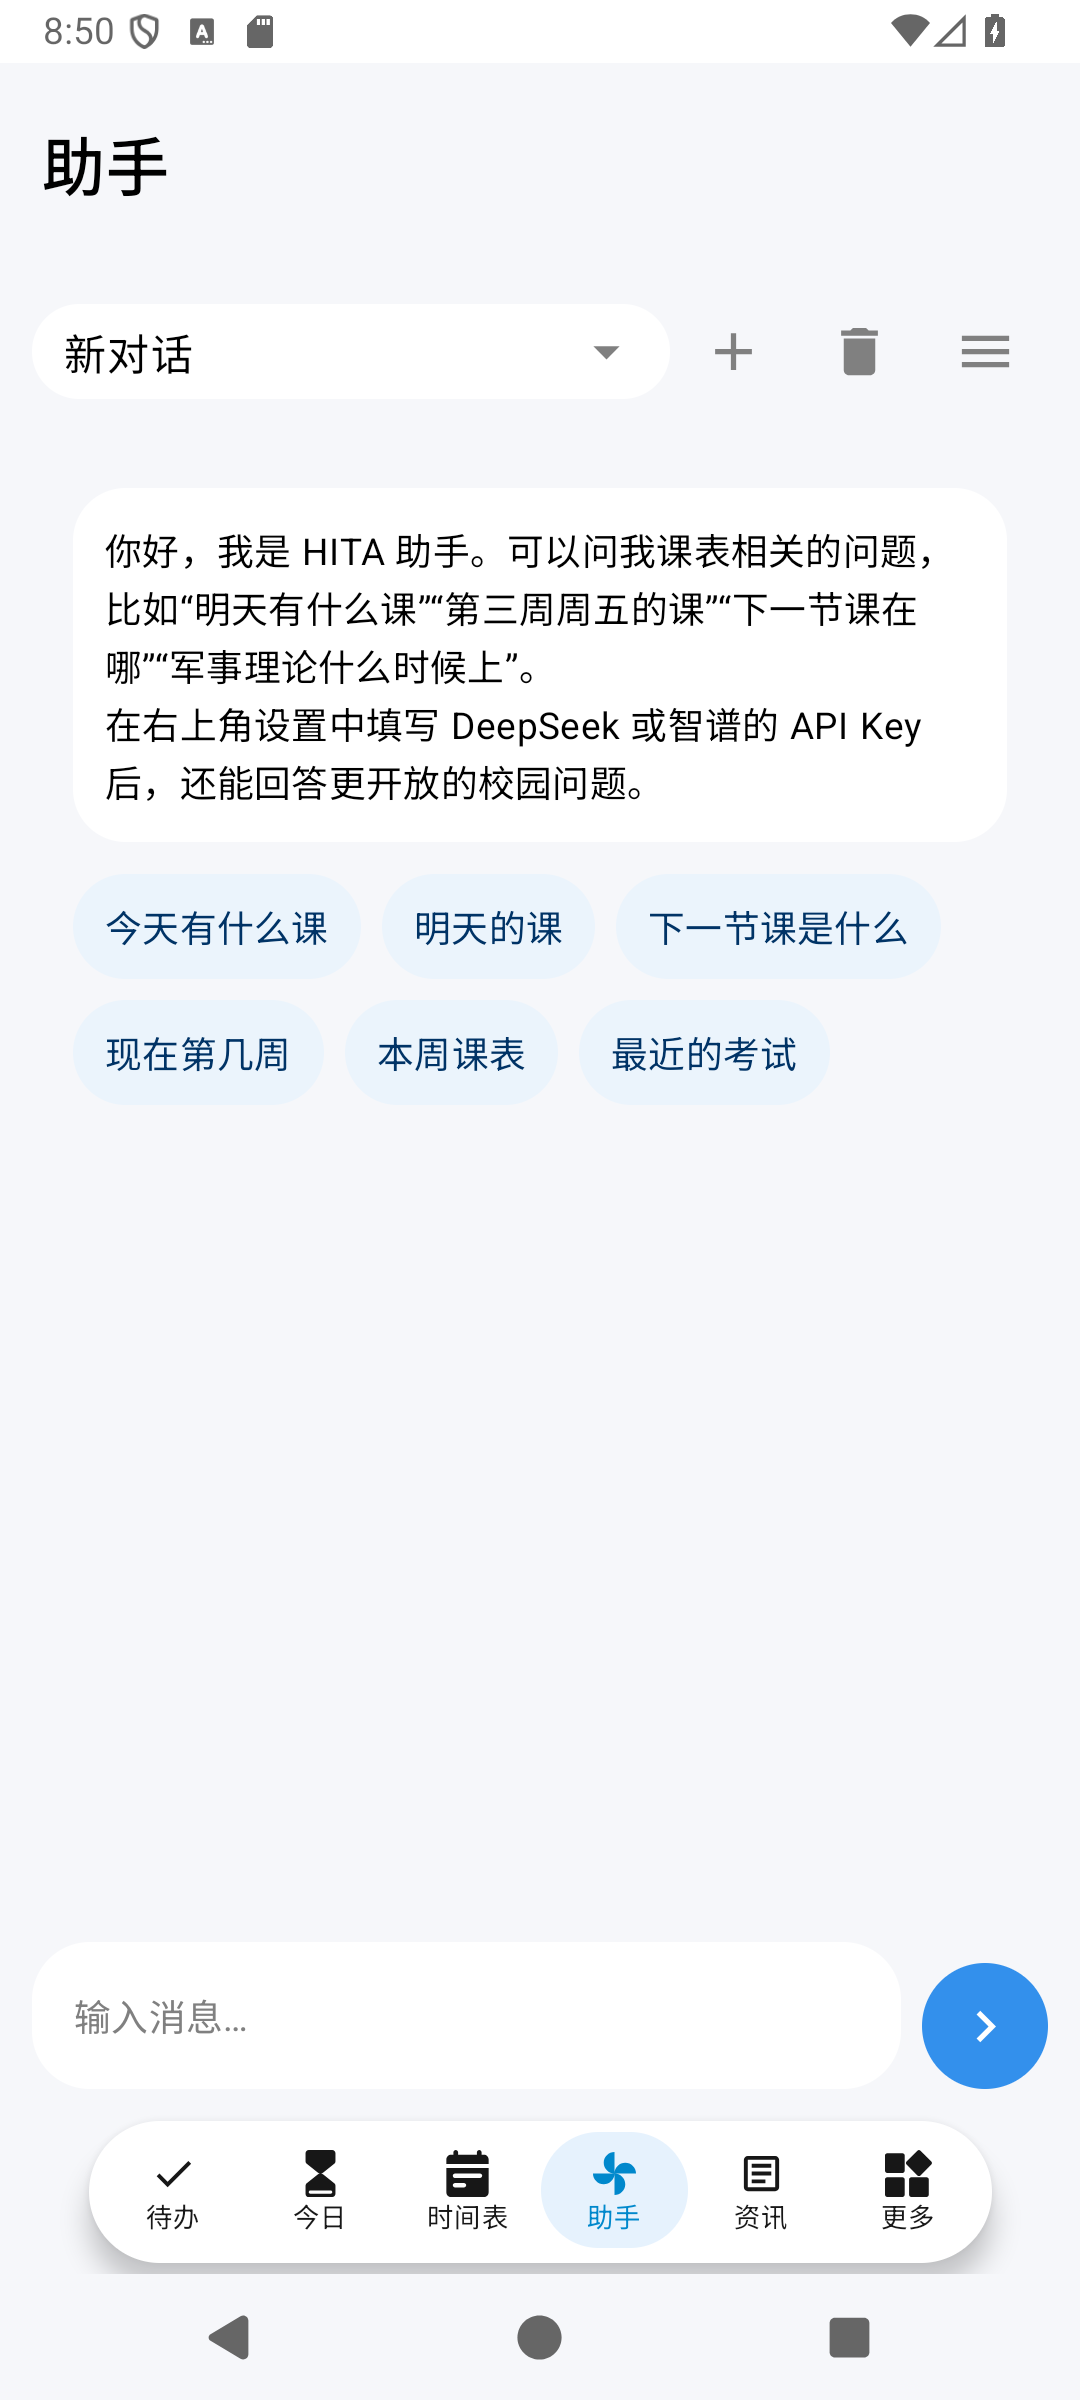 8:50
助手
新对话
你好，我是 HITA 助手。可以问我课表相关的问题，
比如“明天有什么课”“第三周周五的课”“下一节课在
哪”“军事理论什么时候上”。
在右上角设置中填写 DeepSeek 或智谱的 API Key
后，还能回答更开放的校园问题。
今天有什么课 明天的课 下一节课是什么
现在第几周 本周课表 最近的考试
输入消息...
待办 今日 时间表 助手 资讯 更多